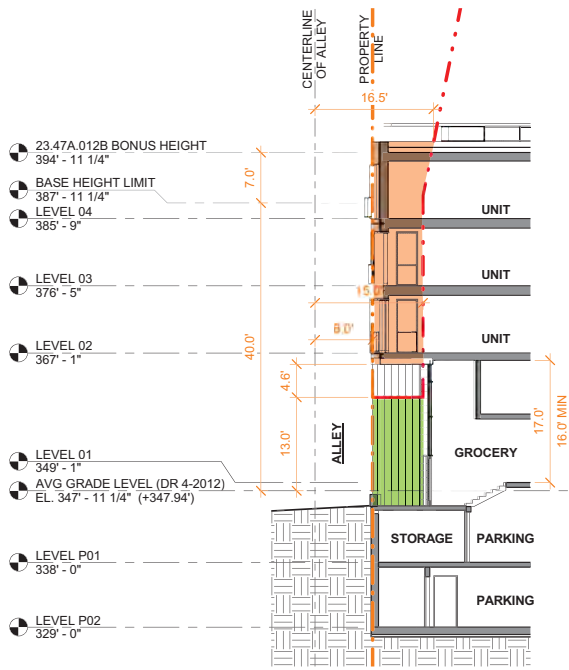 CENTERLINE
OF ALLEY
PROPERTY
LINE
16.5'
23.47A.012B BONUS HEIGHT
394' - 11 1/4"
7.0'
BASE HEIGHT LIMIT
387' - 11 1/4"
LEVEL 04
385' - 9"
UNIT
LEVEL 03
376' - 5"
UNIT
15.0'
8.0'
LEVEL 02
367' - 1"
UNIT
40.0'
4.6'
13.0'
17.0'
16.0' MIN
ALLEY
GROCERY
LEVEL 01
349' - 1"
AVG GRADE LEVEL (DR 4-2012)
EL. 347' - 11 1/4" (+347.94')
STORAGE
PARKING
LEVEL P01
338' - 0"
PARKING
LEVEL P02
329' - 0"